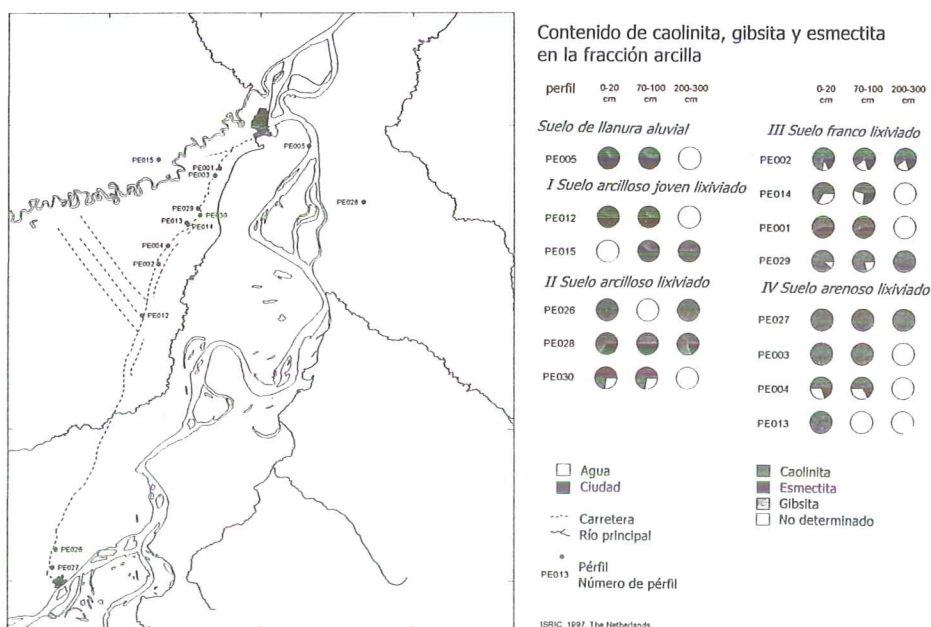 Contenido de caolinita, gibsita y esmectita
en la fracción arcilla
perfil 0-20 cm 70-100 cm 200-300 cm
Suelo de llanura aluvial
PE005
I Suelo arcilloso joven lixiviado
PE012
PE015
II Suelo arcilloso lixiviado
PE026
PE028
PE030
0-20 cm 70-100 cm 200-300 cm
III Suelo franco lixiviado
PE002
PE014
PE001
PE029
IV Suelo arenoso lixiviado
PE027
PE003
PE004
PE013
Agua
Ciudad
Carretera
Río principal
Pérfil
PE013 Número de pérfil
Caolinita
Esmectita
Gibsita
No determinado
ISRIC, 1997, The Netherlands
PE015
PE005
PE001
PE003
PE028
PE029
PE030
PE013
PE014
PE004
PE002
PE012
PE026
PE027